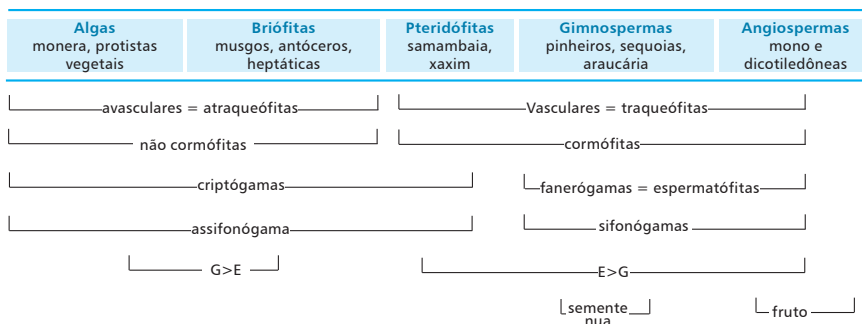 Algas
monera, protistas
vegetais
Briófitas
musgos, antóceros,
heptáticas
Pteridófitas
samambaia,
xaxim
Gimnospermas
pinheiros, sequoias,
araucária
Angiospermas
mono e
dicotiledôneas
avasculares = atraqueófitas
Vasculares = traqueófitas
não cormófitas
cormófitas
criptógamas
fanerógamas = espermatófitas
assifonógama
sifonógamas
G>E
E>G
semente
nua
fruto